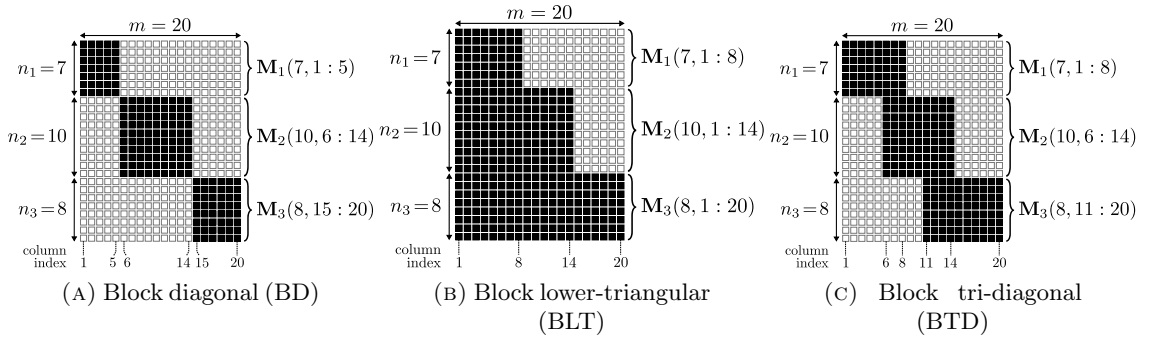 m = 20
n₁=7
M₁(7, 1 : 5)
n₂=10
M₂(10, 6 : 14)
n₃=8
M₃(8, 15 : 20)
column
index
1 5 6 14 15 20
(A) Block diagonal (BD)
m = 20
n₁=7
M₁(7, 1 : 8)
n₂=10
M₂(10, 1 : 14)
n₃=8
M₃(8, 1 : 20)
column
index
1 8 14 20
(B) Block lower-triangular
(BLT)
m = 20
n₁=7
M₁(7, 1 : 8)
n₂=10
M₂(10, 6 : 14)
n₃=8
M₃(8, 11 : 20)
column
index
1 6 8 11 14 20
(C) Block tri-diagonal
(BTD)